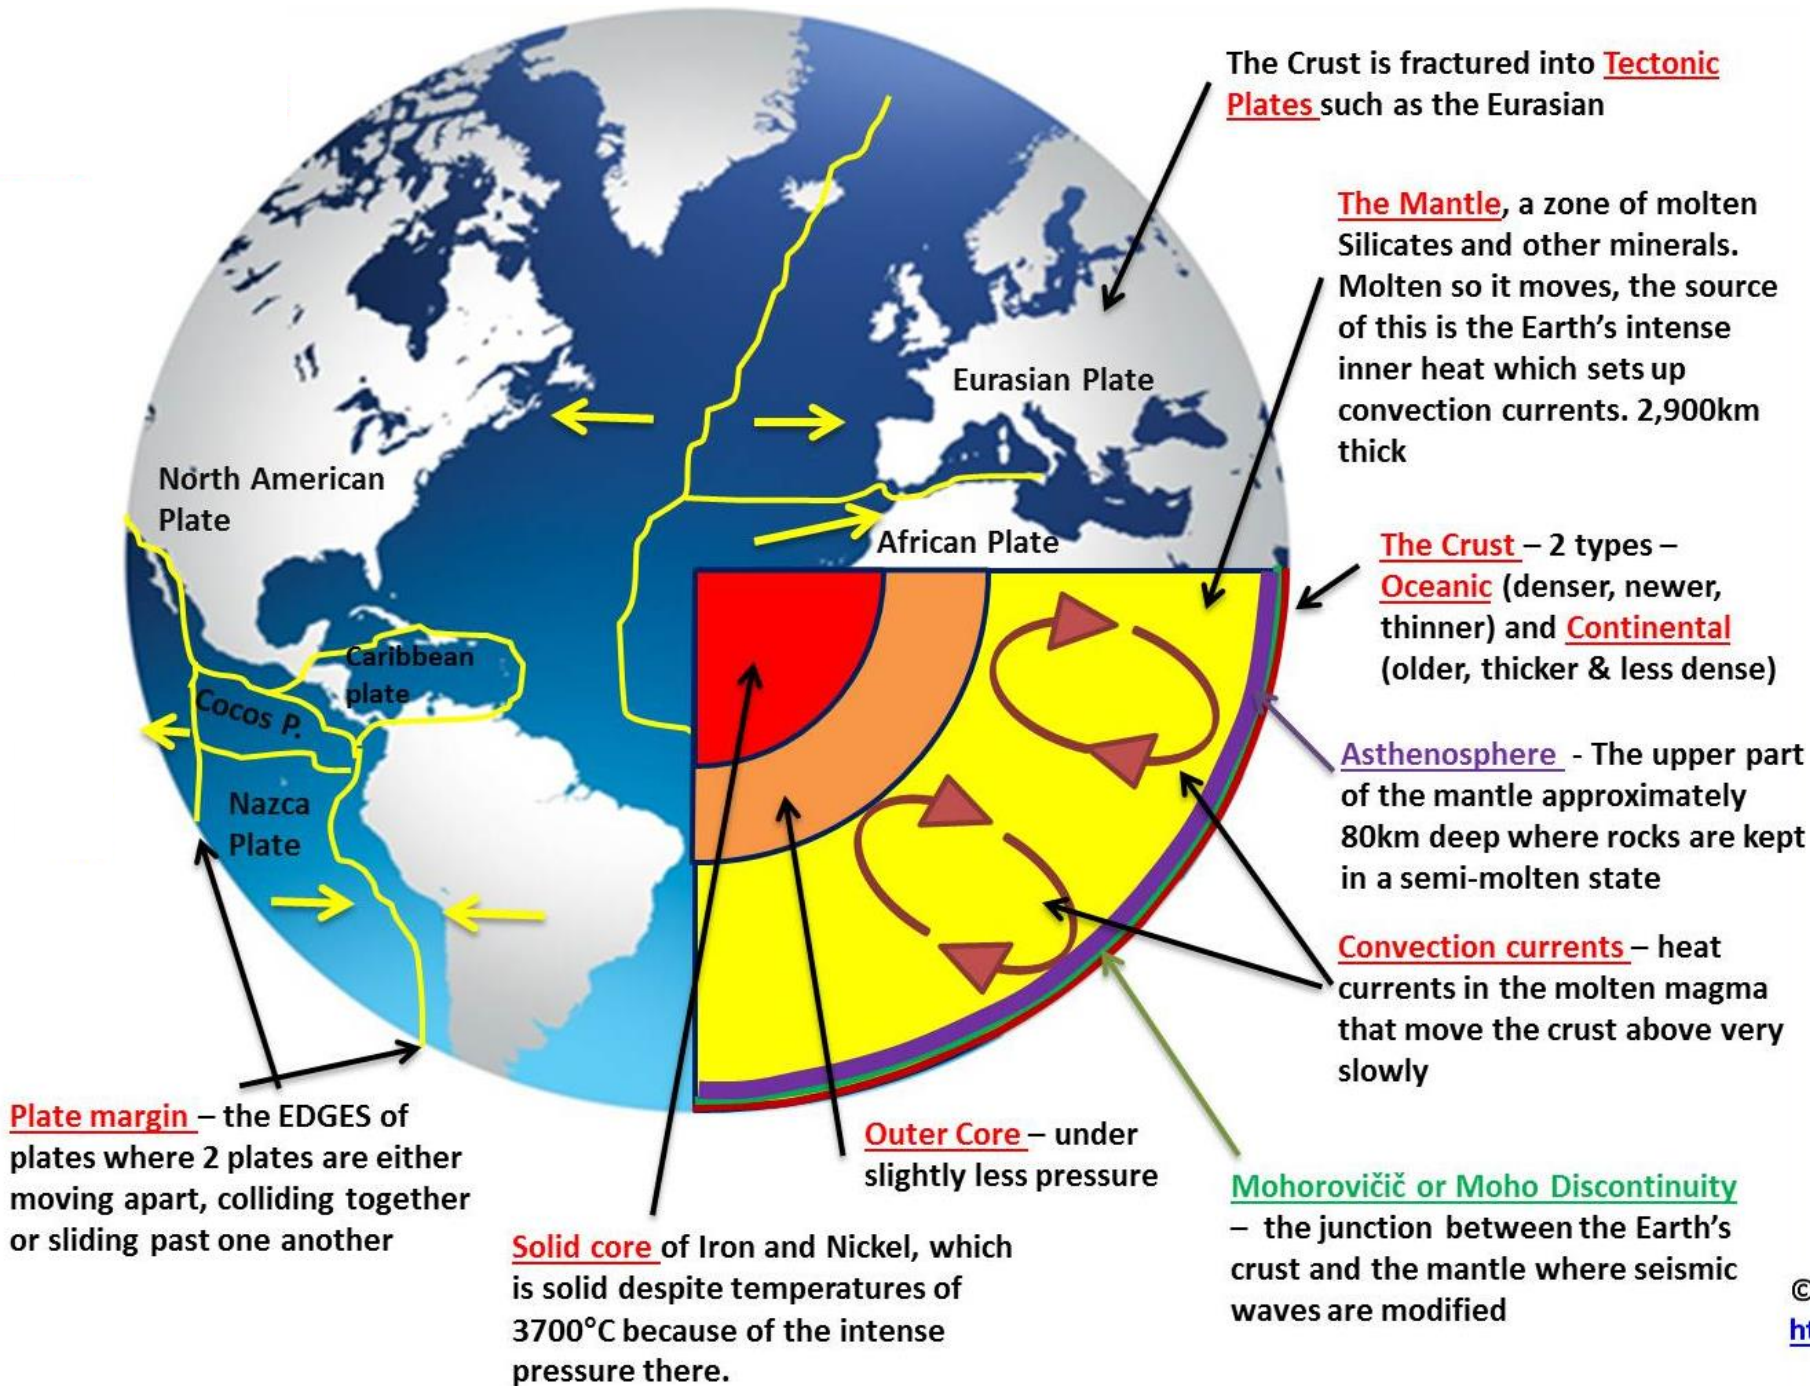 The Crust is fractured into Tectonic
Plates such as the Eurasian
The Mantle, a zone of molten
Silicates and other minerals.
Molten so it moves, the source
of this is the Earth's intense
inner heat which sets up
convection currents. 2,900km
thick
Eurasian Plate
North American
Plate
African Plate
The Crust – 2 types –
Oceanic (denser, newer,
thinner) and Continental
(older, thicker & less dense)
Caribbean
plate
Cocos P.
Nazca
Plate
Asthenosphere - The upper part
of the mantle approximately
80km deep where rocks are kept
in a semi-molten state
Convection currents – heat
currents in the molten magma
that move the crust above very
slowly
Plate margin – the EDGES of
plates where 2 plates are either
moving apart, colliding together
or sliding past one another
Outer Core – under
slightly less pressure
Solid core of Iron and Nickel, which
is solid despite temperatures of
3700°C because of the intense
pressure there.
Mohorovičič or Moho Discontinuity
– the junction between the Earth's
crust and the mantle where seismic
waves are modified
©